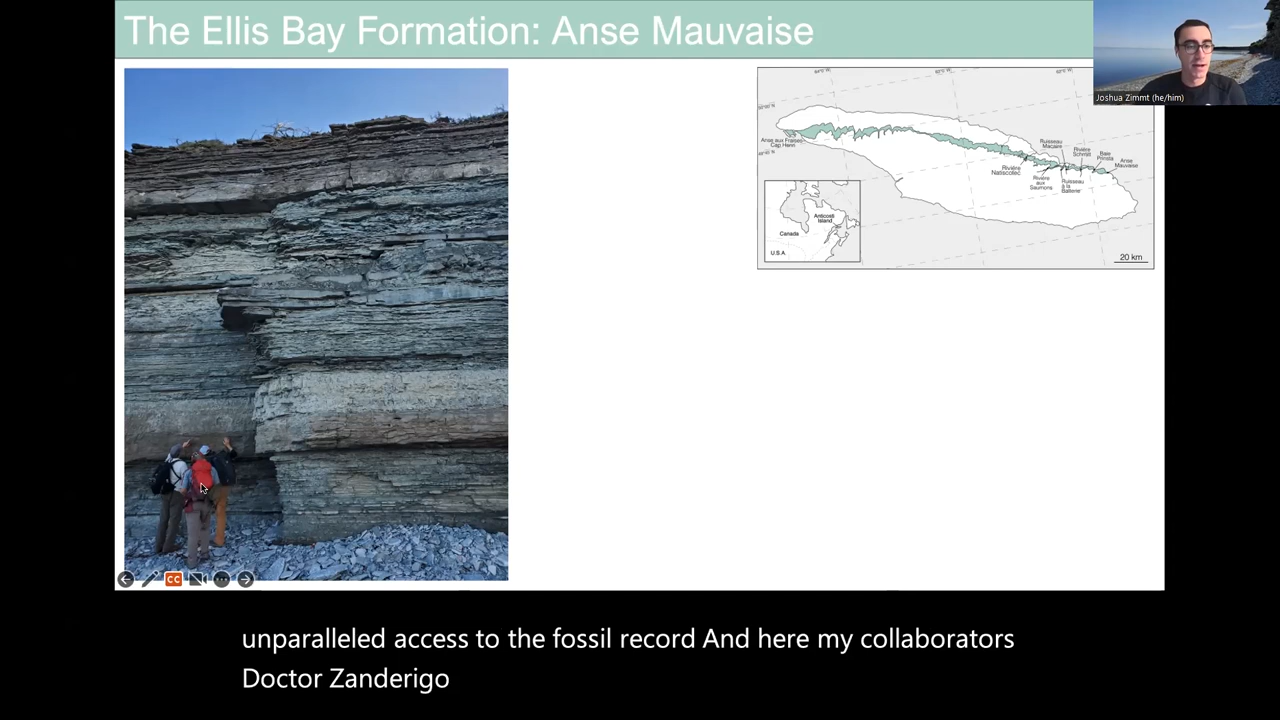 The Ellis Bay Formation: Anse Mauvaise
Joshua Zimmt (he/him)
Anse aux Fraises-
Cap Henri
Rivière
Natiscotec
Ruisseau
Macaire
Rivière
aux
Saumons
Rivière
Schmitt
Ruisseau
à la
Batterie
Baie
Prinsta
Anse
Mauvaise
Anticosti
Island
Canada
U.S.A
20 km
CC
unparalleled access to the fossil record And here my collaborators
Doctor Zanderigo